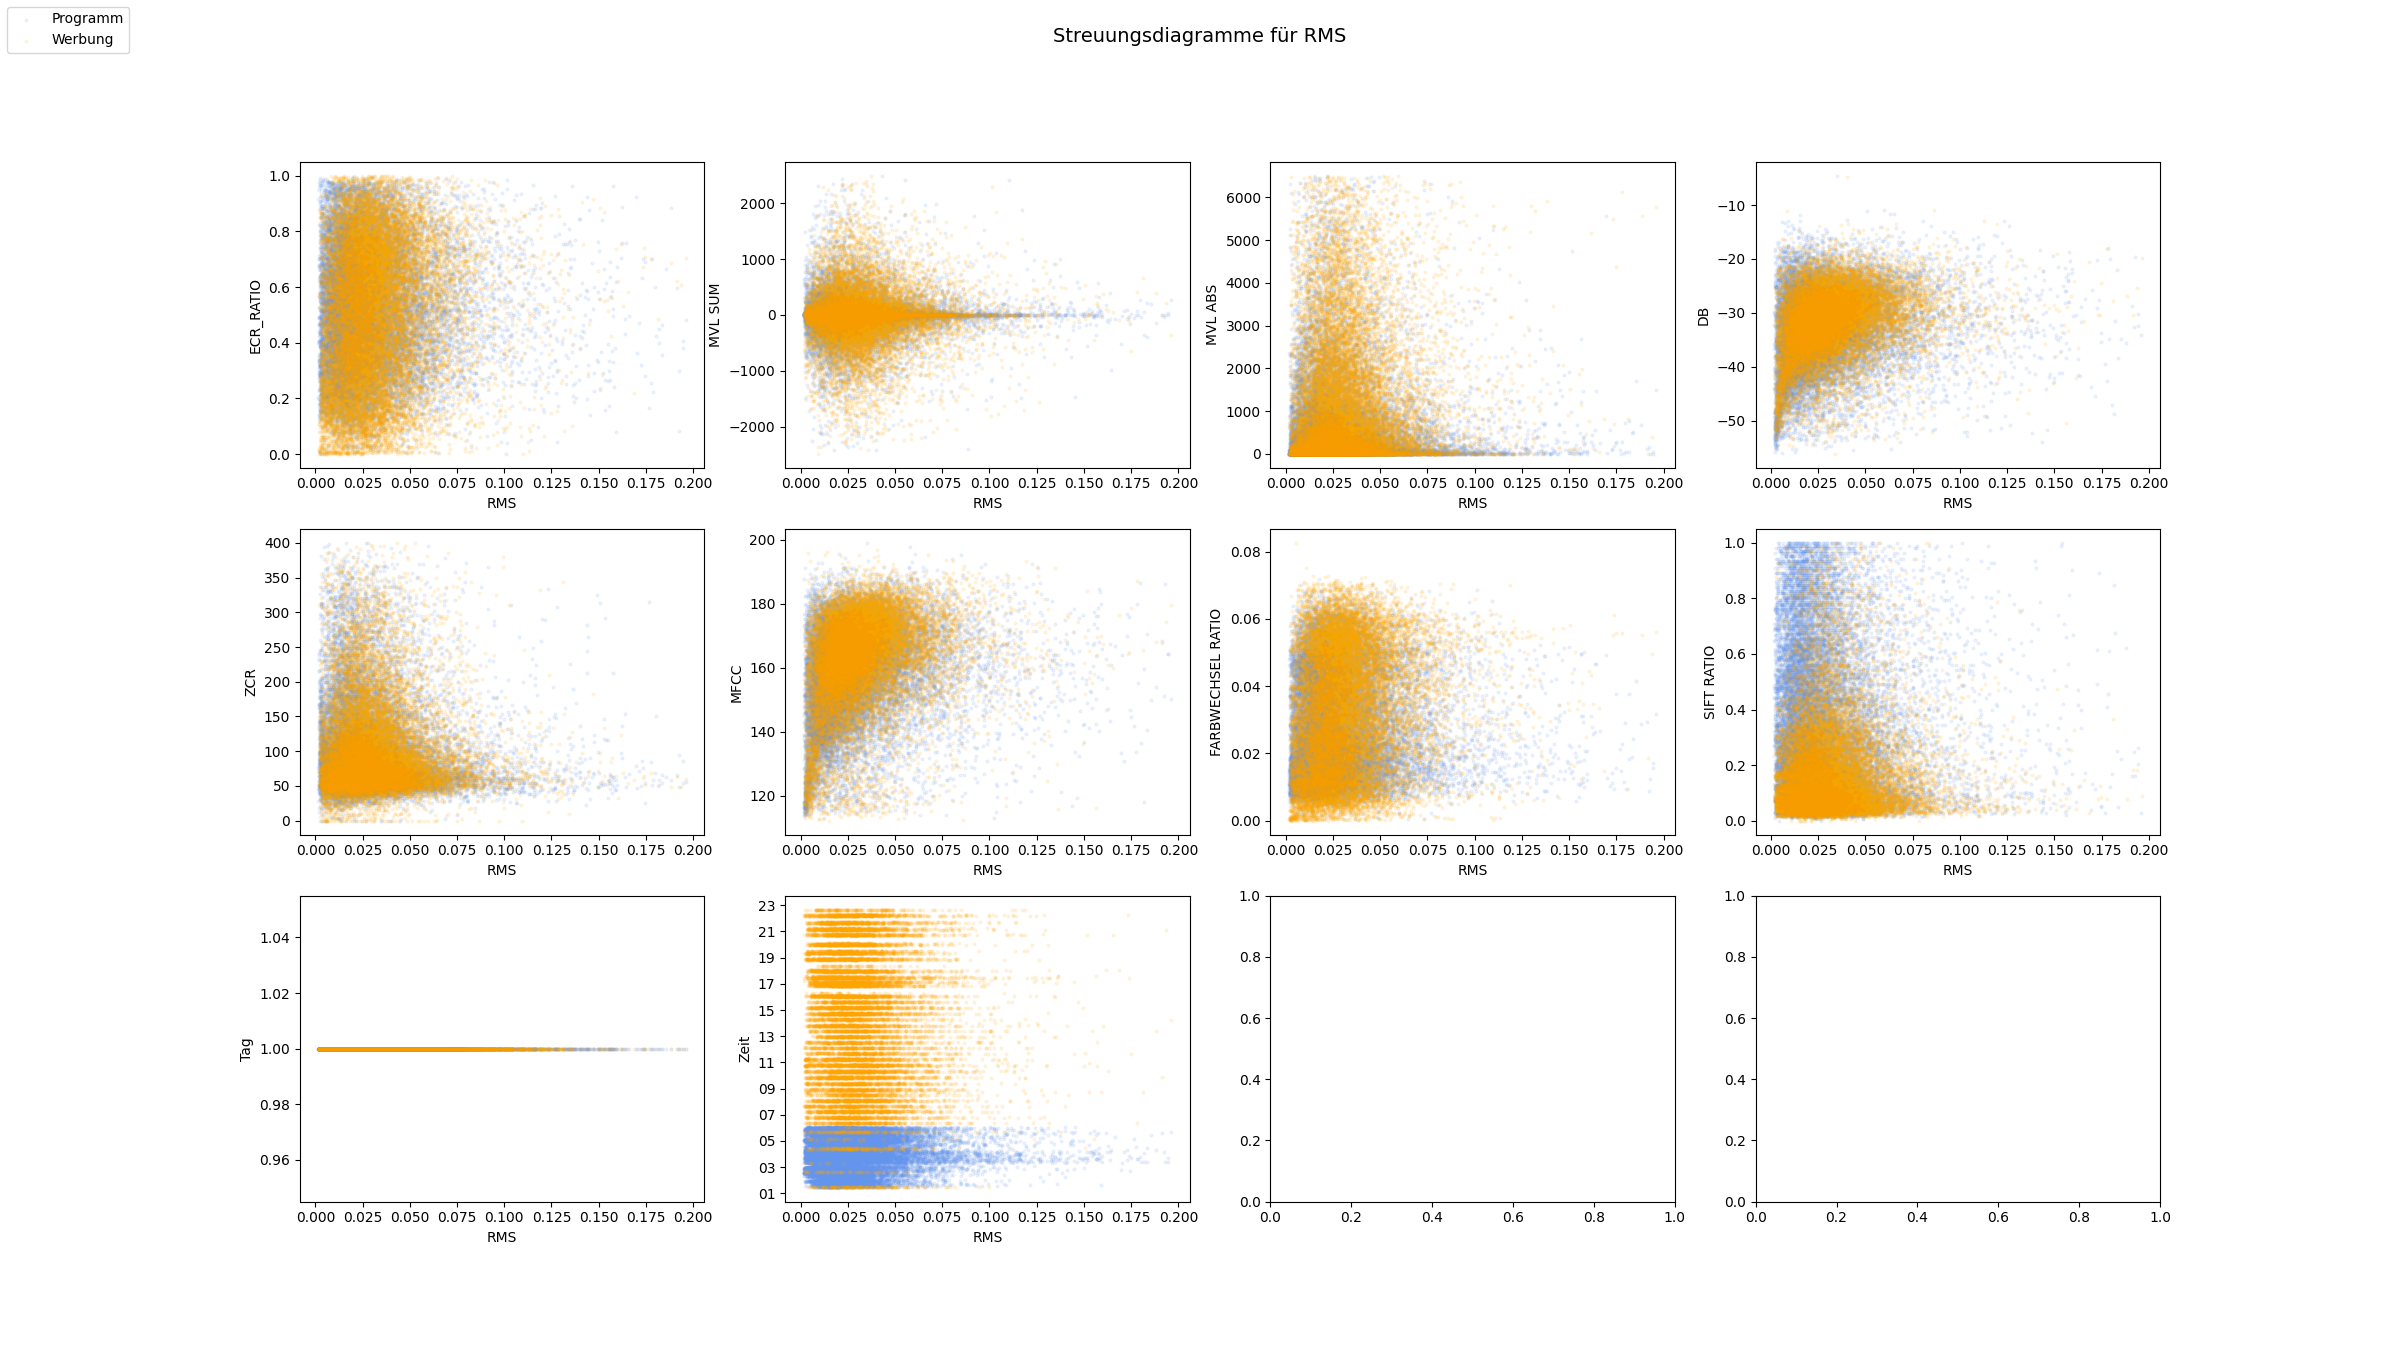 Programm
Werbung
Streuungsdiagramme für RMS
1.0
0.8
0.6
0.4
0.2
0.0
ECR_RATIO
0.000 0.025 0.050 0.075 0.100 0.125 0.150 0.175 0.200
RMS
2000
1000
0
−1000
−2000
MVL SUM
0.000 0.025 0.050 0.075 0.100 0.125 0.150 0.175 0.200
RMS
6000
5000
4000
3000
2000
1000
0
MVL ABS
0.000 0.025 0.050 0.075 0.100 0.125 0.150 0.175 0.200
RMS
−10
−20
−30
−40
−50
DB
0.000 0.025 0.050 0.075 0.100 0.125 0.150 0.175 0.200
RMS
400
350
300
250
200
150
100
50
0
ZCR
0.000 0.025 0.050 0.075 0.100 0.125 0.150 0.175 0.200
RMS
200
180
160
140
120
MFCC
0.000 0.025 0.050 0.075 0.100 0.125 0.150 0.175 0.200
RMS
0.08
0.06
0.04
0.02
0.00
FARBWECHSEL RATIO
0.000 0.025 0.050 0.075 0.100 0.125 0.150 0.175 0.200
RMS
1.0
0.8
0.6
0.4
0.2
0.0
SIFT RATIO
0.000 0.025 0.050 0.075 0.100 0.125 0.150 0.175 0.200
RMS
1.04
1.02
1.00
0.98
0.96
Tag
0.000 0.025 0.050 0.075 0.100 0.125 0.150 0.175 0.200
RMS
23
21
19
17
15
13
11
09
07
05
03
01
Zeit
0.000 0.025 0.050 0.075 0.100 0.125 0.150 0.175 0.200
RMS
1.0
0.8
0.6
0.4
0.2
0.0
0.0 0.2 0.4 0.6 0.8 1.0
1.0
0.8
0.6
0.4
0.2
0.0
0.0 0.2 0.4 0.6 0.8 1.0